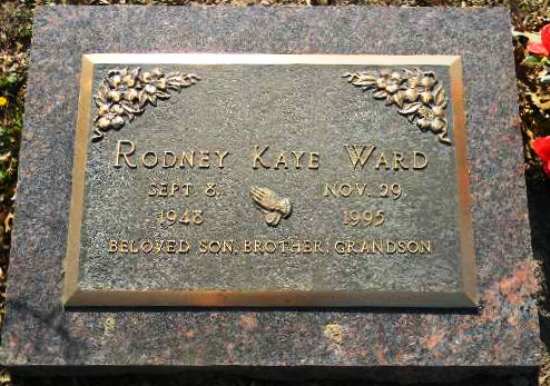 Rodney Kaye Ward
Sept. 8, Nov. 29,
1948 1995
Beloved Son, Brother, Grandson